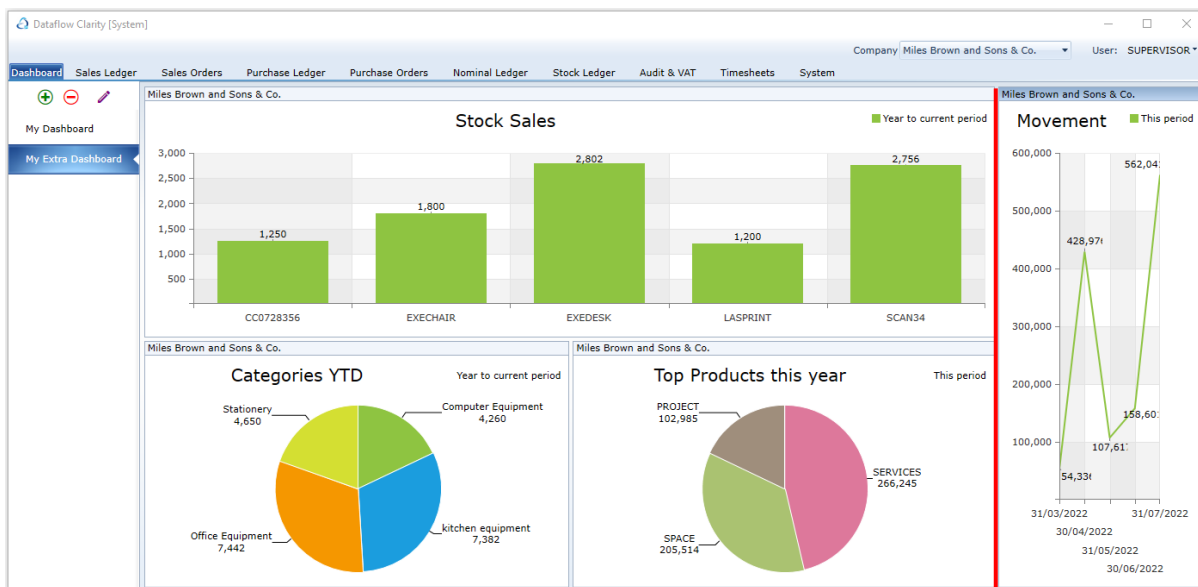 Dataflow Clarity [System]
Company Miles Brown and Sons & Co. User: SUPERVISOR
Dashboard Sales Ledger Sales Orders Purchase Ledger Purchase Orders Nominal Ledger Stock Ledger Audit & VAT Timesheets System
My Dashboard
My Extra Dashboard
Miles Brown and Sons & Co.
Stock Sales
Year to current period
3,000
2,500
2,000
1,500
1,000
500
1,250
1,800
2,802
1,200
2,756
CC0728356 EXECHAIR EXEDESK LASPRINT SCAN34
Miles Brown and Sons & Co.
Categories YTD
Year to current period
Stationery
4,650
Computer Equipment
4,260
Office Equipment
7,442
kitchen equipment
7,382
Miles Brown and Sons & Co.
Top Products this year
This period
PROJECT
102,985
SERVICES
266,245
SPACE
205,514
Miles Brown and Sons & Co.
Movement
This period
600,000
500,000
400,000
300,000
200,000
100,000
31/03/2022 31/07/2022
30/04/2022
31/05/2022
30/06/2022